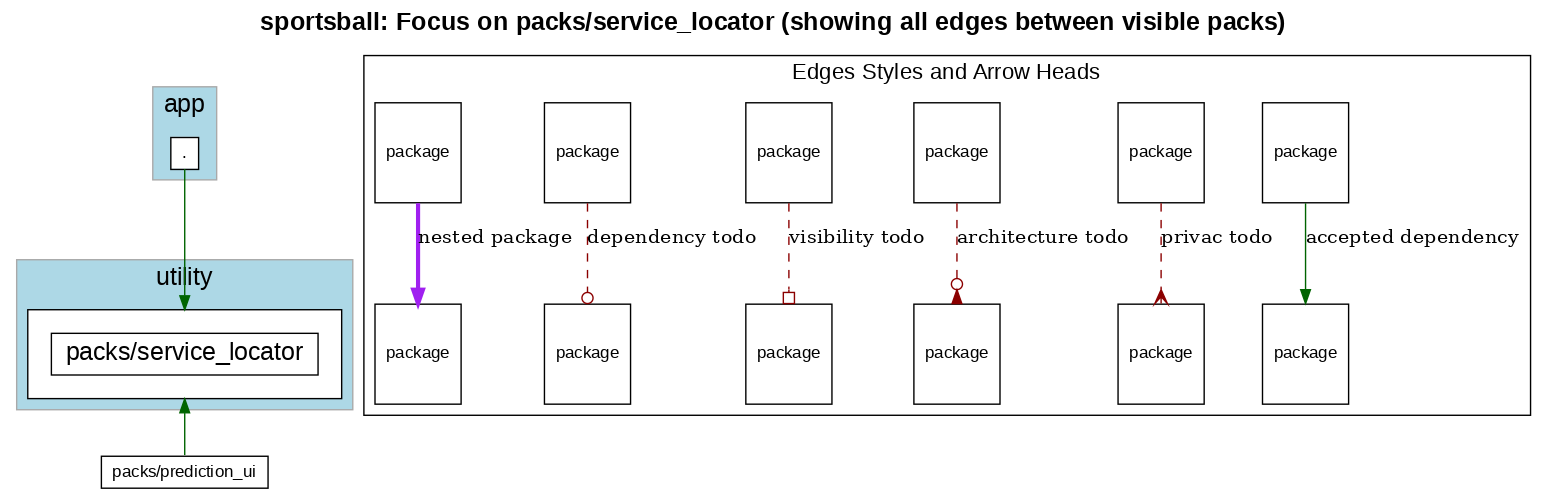 sportsball: Focus on packs/service_locator (showing all edges between visible packs)
app
.
utility
packs/service_locator
packs/prediction_ui
Edges Styles and Arrow Heads
package
package
package
package
package
package
nested package
dependency todo
visibility todo
architecture todo
privac todo
accepted dependency
package
package
package
package
package
package